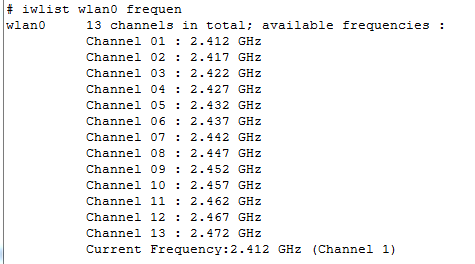 # iwlist wlan0 frequen
wlan0     13 channels in total; available frequencies :
          Channel 01 : 2.412 GHz
          Channel 02 : 2.417 GHz
          Channel 03 : 2.422 GHz
          Channel 04 : 2.427 GHz
          Channel 05 : 2.432 GHz
          Channel 06 : 2.437 GHz
          Channel 07 : 2.442 GHz
          Channel 08 : 2.447 GHz
          Channel 09 : 2.452 GHz
          Channel 10 : 2.457 GHz
          Channel 11 : 2.462 GHz
          Channel 12 : 2.467 GHz
          Channel 13 : 2.472 GHz
          Current Frequency:2.412 GHz (Channel 1)